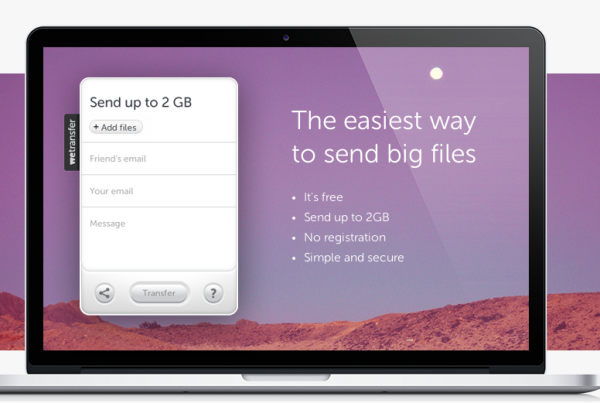 wetransfer
Send up to 2 GB
+ Add files
Friend's email
Your email
Message
Transfer
?
The easiest way
to send big files
• It's free
• Send up to 2GB
• No registration
• Simple and secure